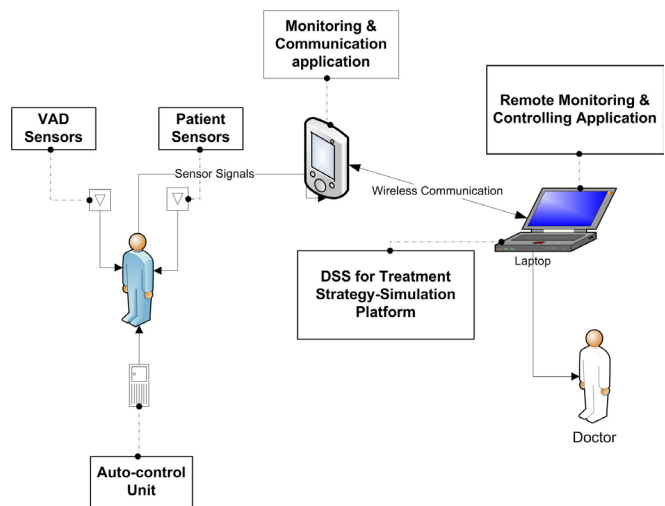 Monitoring &
Communication
application
VAD
Sensors
Patient
Sensors
Remote Monitoring &
Controlling Application
Sensor Signals
Wireless Communication
Laptop
DSS for Treatment
Strategy-Simulation
Platform
Doctor
Auto-control
Unit